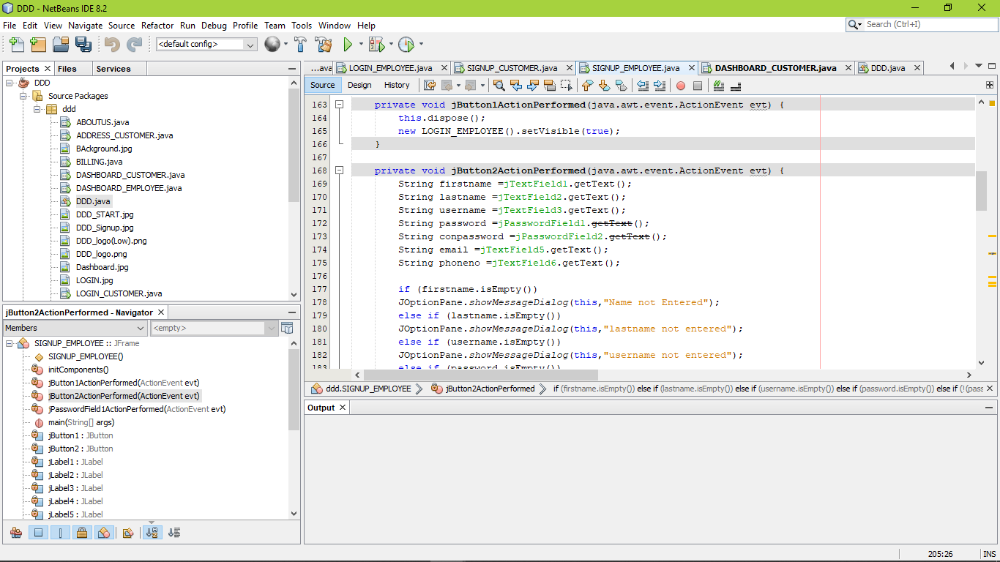 DDD - NetBeans IDE 8.2
File Edit View Navigate Source Refactor Run Debug Profile Team Tools Window Help
Search (Ctrl+I)
<default config>
Projects Files Services
DDD
Source Packages
ddd
ABOUTUS.java
ADDRESS_CUSTOMER.java
BAckground.jpg
BILLING.java
DASHBOARD_CUSTOMER.java
DASHBOARD_EMPLOYEE.java
DDD.java
DDD_START.jpg
DDD_Signup.jpg
DDD_logo(Low).png
DDD_logo.png
Dashboard.jpg
LOGIN.jpg
LOGIN_CUSTOMER.java
jButton2ActionPerformed - Navigator
Members <empty>
SIGNUP_EMPLOYEE :: JFrame
SIGNUP_EMPLOYEE()
initComponents()
jButton1ActionPerformed(ActionEvent evt)
jButton2ActionPerformed(ActionEvent evt)
jPasswordField1ActionPerformed(ActionEvent evt)
main(String[] args)
jButton1 : JButton
jButton2 : JButton
jLabel1 : JLabel
jLabel2 : JLabel
jLabel3 : JLabel
jLabel4 : JLabel
jLabel5 : JLabel
...ava LOGIN_EMPLOYEE.java SIGNUP_CUSTOMER.java SIGNUP_EMPLOYEE.java DASHBOARD_CUSTOMER.java DDD.java
Source Design History
163 private void jButton1ActionPerformed(java.awt.event.ActionEvent evt) {
164 this.dispose();
165 new LOGIN_EMPLOYEE().setVisible(true);
166 }
167
168 private void jButton2ActionPerformed(java.awt.event.ActionEvent evt) {
169 String firstname =jTextField1.getText();
170 String lastname =jTextField2.getText();
171 String username =jTextField3.getText();
172 String password =jPasswordField1.getText();
173 String conpassword =jPasswordField2.getText();
174 String email =jTextField5.getText();
175 String phoneno =jTextField6.getText();
176
177 if (firstname.isEmpty())
178 JOptionPane.showMessageDialog(this,"Name not Entered");
179 else if (lastname.isEmpty())
180 JOptionPane.showMessageDialog(this,"lastname not entered");
181 else if (username.isEmpty())
182 JOptionPane.showMessageDialog(this,"username not entered");
183 else if (password.isEmpty())
ddd.SIGNUP_EMPLOYEE jButton2ActionPerformed if (firstname.isEmpty()) else if (lastname.isEmpty()) else if (username.isEmpty()) else if (password.isEmpty()) else if (!(pass
Output
205:26 INS